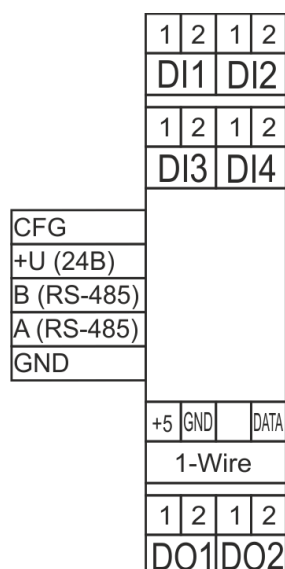 1 2 1 2
DI1 DI2
1 2 1 2
DI3 DI4
CFG
+U (24В)
B (RS-485)
A (RS-485)
GND
+5 GND DATA
1-Wire
1 2 1 2
DO1 DO2